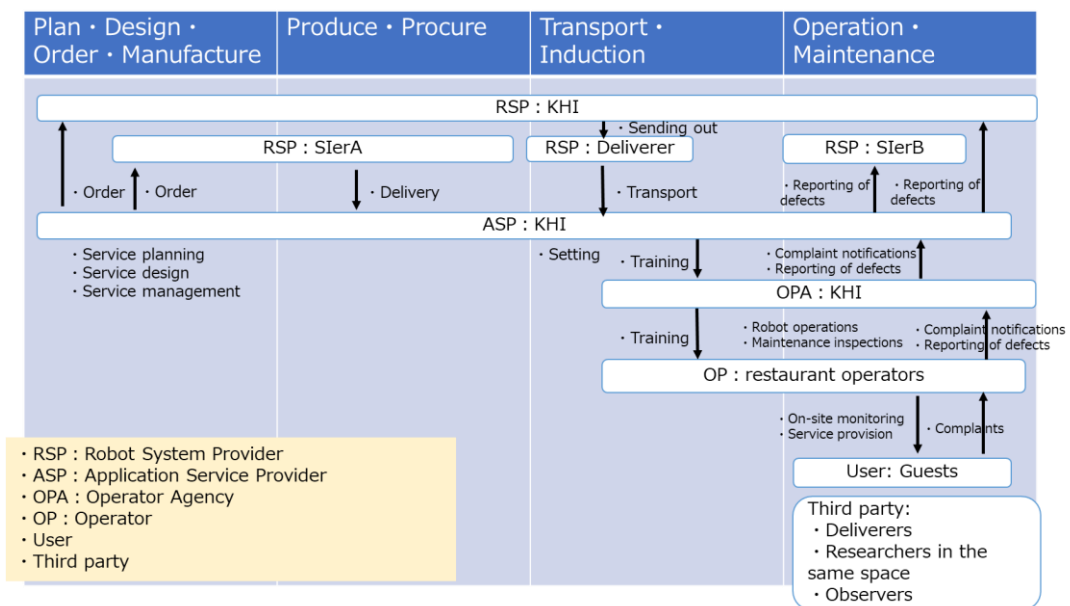 Plan・Design・
Order・Manufacture
Produce・Procure
Transport・
Induction
Operation・
Maintenance
RSP : KHI
・Sending out
RSP : SIerA
RSP : Deliverer
RSP : SIerB
・Order
・Order
・Delivery
・Transport
・Reporting of
defects
・Reporting of
defects
ASP : KHI
・Service planning
・Service design
・Service management
・Setting
・Training
・Complaint notifications
・Reporting of defects
OPA : KHI
・Training
・Robot operations
・Maintenance inspections
・Complaint notifications
・Reporting of defects
OP : restaurant operators
・On-site monitoring
・Service provision
・Complaints
User: Guests
・RSP : Robot System Provider
・ASP : Application Service Provider
・OPA : Operator Agency
・OP : Operator
・User
・Third party
Third party:
・Deliverers
・Researchers in the
same space
・Observers